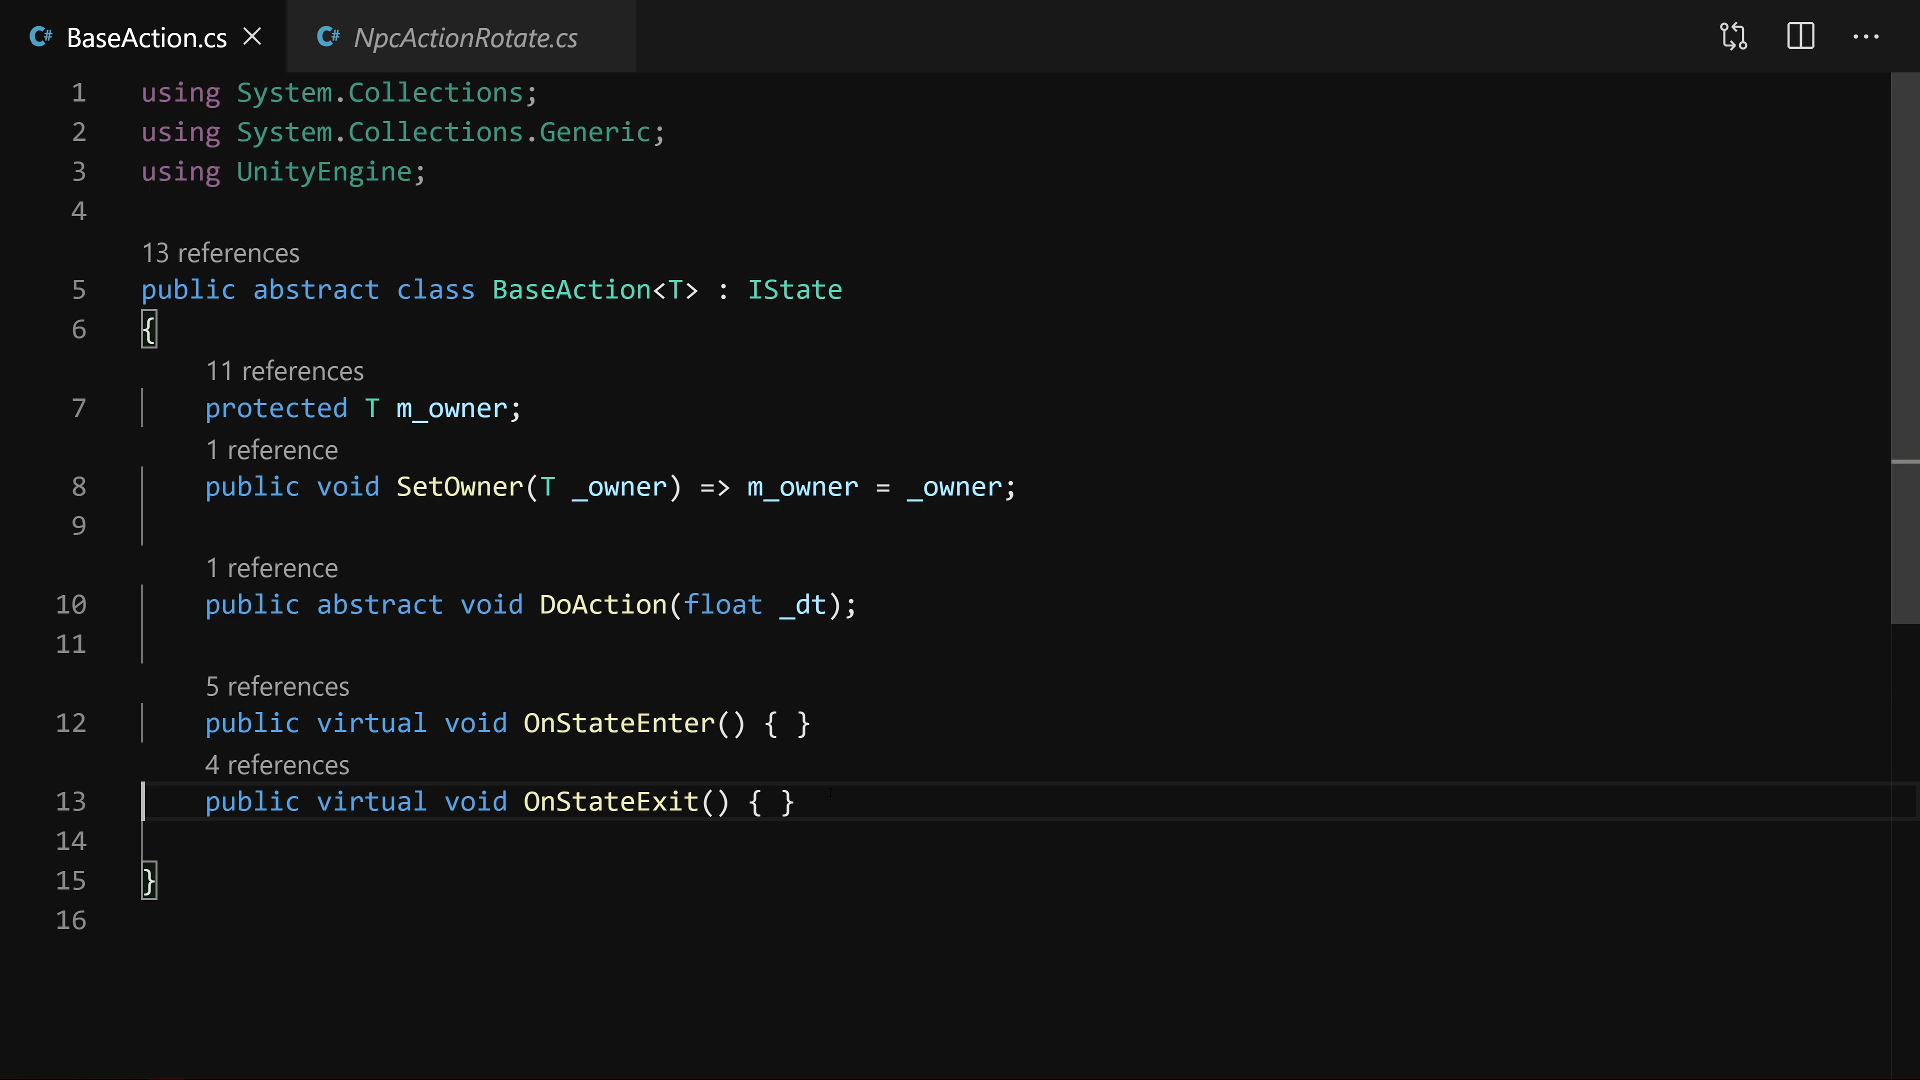 C# BaseAction.cs
C# NpcActionRotate.cs
1 using System.Collections;
2 using System.Collections.Generic;
3 using UnityEngine;
4
13 references
5 public abstract class BaseAction<T> : IState
6 {
11 references
7 protected T m_owner;
1 reference
8 public void SetOwner(T _owner) => m_owner = _owner;
9
1 reference
10 public abstract void DoAction(float _dt);
11
5 references
12 public virtual void OnStateEnter() { }
4 references
13 public virtual void OnStateExit() { }
14
15 }
16